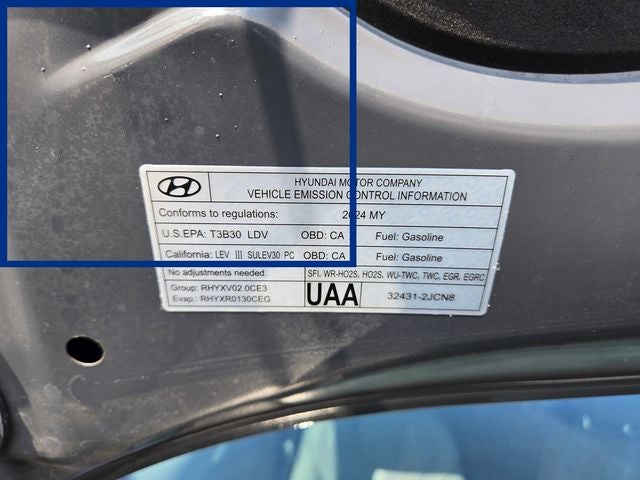 HYUNDAI MOTOR COMPANY
VEHICLE EMISSION CONTROL INFORMATION
Conforms to regulations: 2024 MY
U.S.EPA: T3B30 LDV OBD: CA Fuel: Gasoline
California: LEV III SULEV30 PC OBD: CA Fuel: Gasoline
No adjustments needed. SFI, WR-HO2S, HO2S, WU-TWC, TWC, EGR, EGRC
Group: RHYXV02.0CE3
Evap.: RHYXR0130CEG
UAA 32431-2JCN8